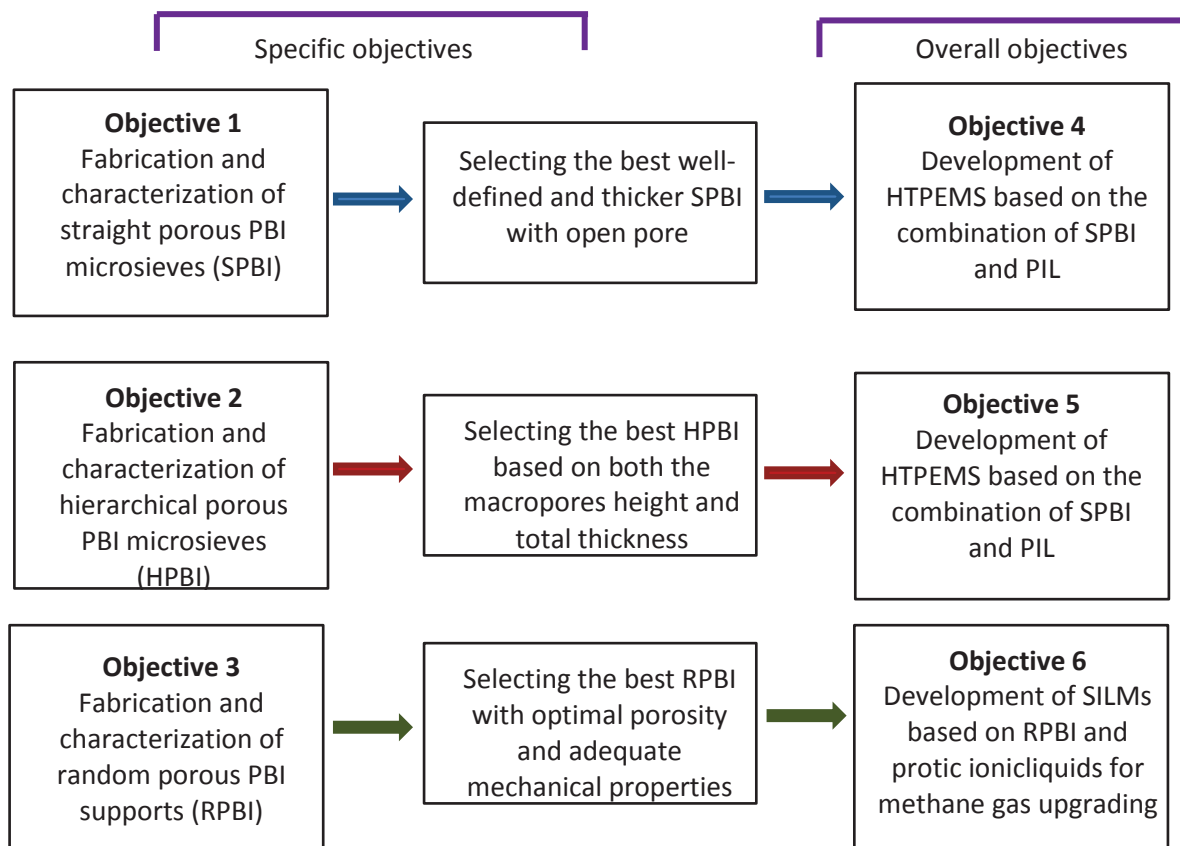 Specific objectives
Overall objectives
Objective 1
Fabrication and
characterization of
straight porous PBI
microsieves (SPBI)
Selecting the best well-
defined and thicker SPBI
with open pore
Objective 4
Development of
HTPEMS based on the
combination of SPBI
and PIL
Objective 2
Fabrication and
characterization of
hierarchical porous
PBI microsieves
(HPBI)
Selecting the best HPBI
based on both the
macropores height and
total thickness
Objective 5
Development of
HTPEMS based on the
combination of SPBI
and PIL
Objective 3
Fabrication and
characterization of
random porous PBI
supports (RPBI)
Selecting the best RPBI
with optimal porosity
and adequate
mechanical properties
Objective 6
Development of SILMs
based on RPBI and
protic ionicliquids for
methane gas upgrading